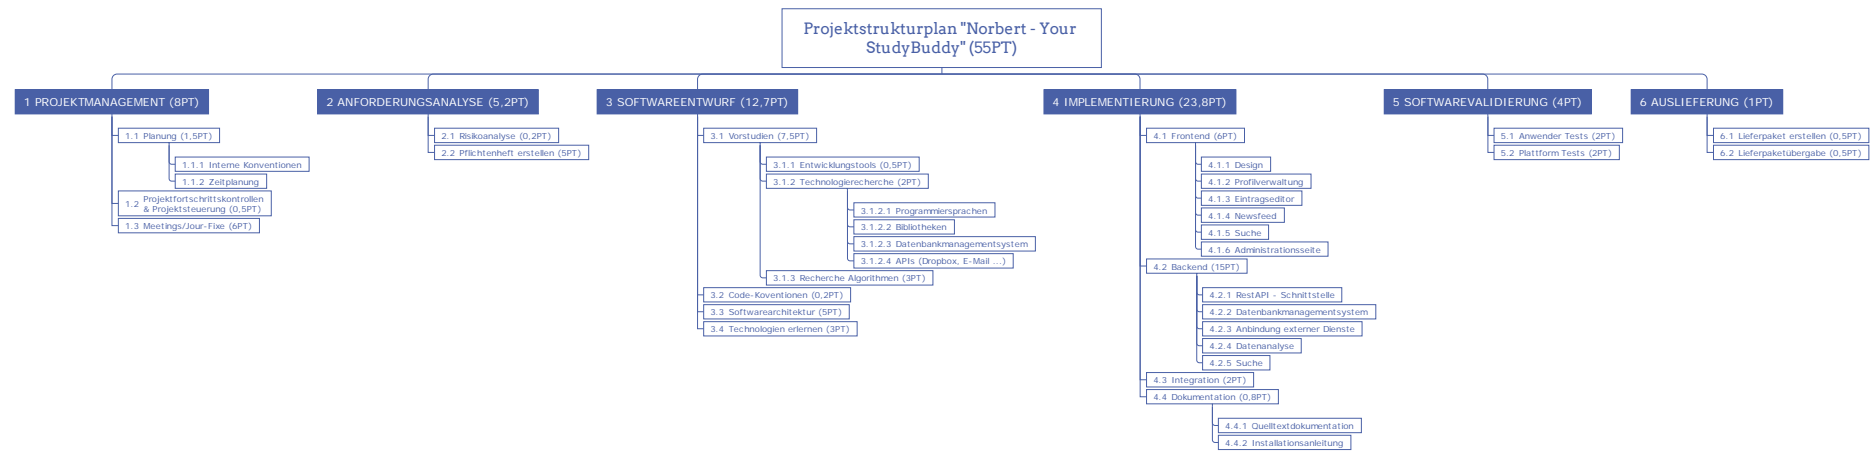 Projektstrukturplan "Norbert - Your
StudyBuddy" (55PT)
1 PROJEKTMANAGEMENT (8PT)
1.1 Planung (1,5PT)
1.1.1 Interne Konventionen
1.1.2 Zeitplanung
1.2 Projektfortschrittskontrollen
& Projektsteuerung (0,5PT)
1.3 Meetings/Jour-Fixe (6PT)
2 ANFORDERUNGSANALYSE (5,2PT)
2.1 Risikoanalyse (0,2PT)
2.2 Pflichtenheft erstellen (5PT)
3 SOFTWAREENTWURF (12,7PT)
3.1 Vorstudien (7,5PT)
3.1.1 Entwicklungstools (0,5PT)
3.1.2 Technologierecherche (2PT)
3.1.2.1 Programmiersprachen
3.1.2.2 Bibliotheken
3.1.2.3 Datenbankmanagementsystem
3.1.2.4 APIs (Dropbox, E-Mail ...)
3.1.3 Recherche Algorithmen (3PT)
3.2 Code-Koventionen (0,2PT)
3.3 Softwarearchitektur (5PT)
3.4 Technologien erlernen (3PT)
4 IMPLEMENTIERUNG (23,8PT)
4.1 Frontend (6PT)
4.1.1 Design
4.1.2 Profilverwaltung
4.1.3 Eintragseditor
4.1.4 Newsfeed
4.1.5 Suche
4.1.6 Administrationsseite
4.2 Backend (15PT)
4.2.1 RestAPI - Schnittstelle
4.2.2 Datenbankmanagementsystem
4.2.3 Anbindung externer Dienste
4.2.4 Datenanalyse
4.2.5 Suche
4.3 Integration (2PT)
4.4 Dokumentation (0,8PT)
4.4.1 Quelltextdokumentation
4.4.2 Installationsanleitung
5 SOFTWAREVALIDIERUNG (4PT)
5.1 Anwender Tests (2PT)
5.2 Plattform Tests (2PT)
6 AUSLIEFERUNG (1PT)
6.1 Lieferpaket erstellen (0,5PT)
6.2 Lieferpaketübergabe (0,5PT)